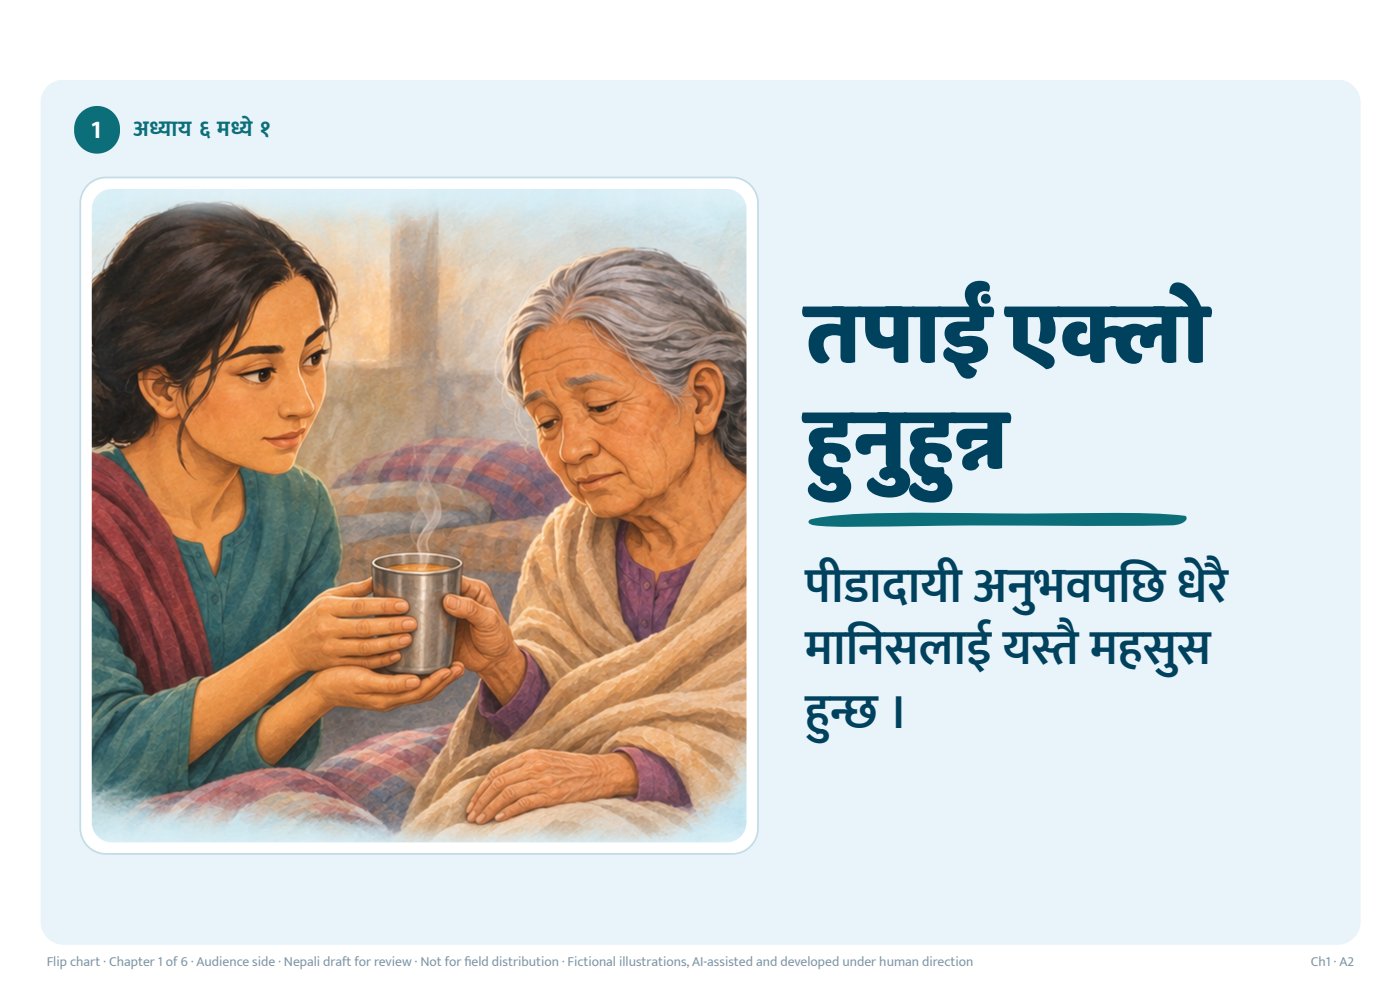 1 अध्याय ६ मध्ये १
तपाईं एक्लो
हुनुहुन्न
पीडादायी अनुभवपछि धेरै
मानिसलाई यस्तै महसुस
हुन्छ ।
Flip chart · Chapter 1 of 6 · Audience side · Nepali draft for review · Not for field distribution · Fictional illustrations, AI-assisted and developed under human direction
Ch1 · A2